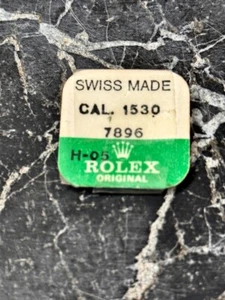 SWISS MADE
CAL. 1530
7896
H-05
ROLEX
ORIGINAL